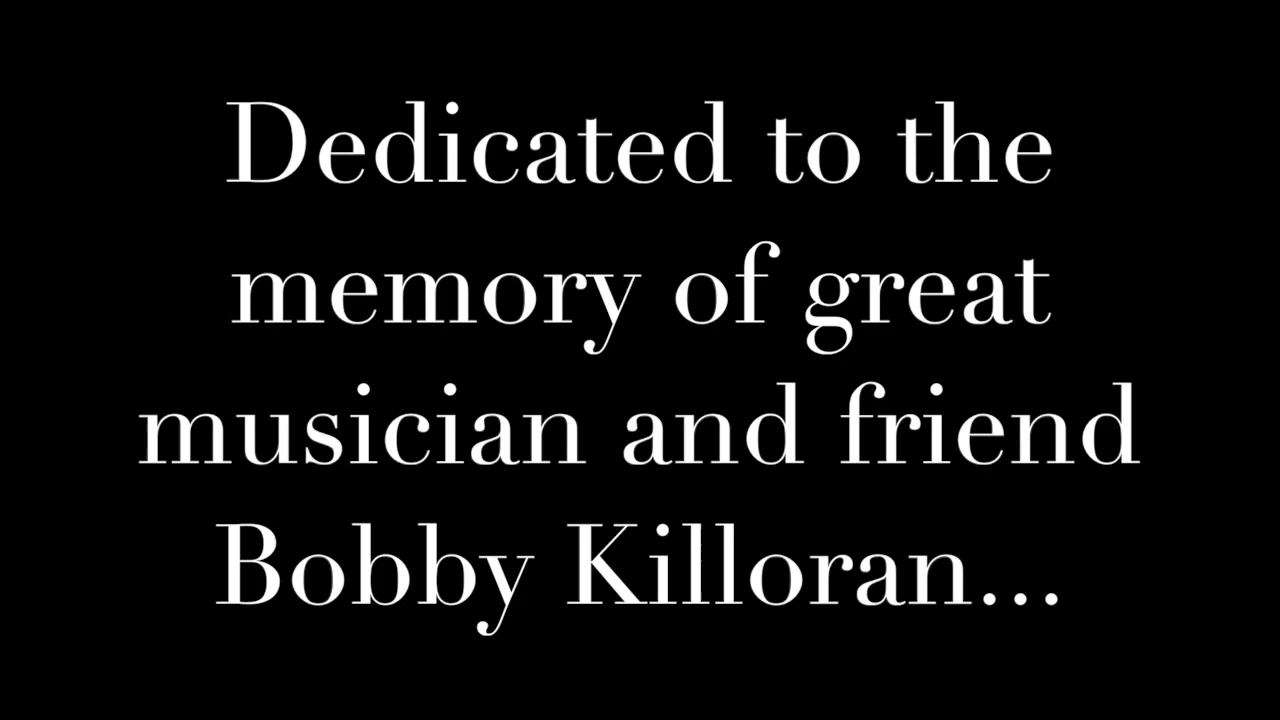 Dedicated to the
memory of great
musician and friend
Bobby Killoran...